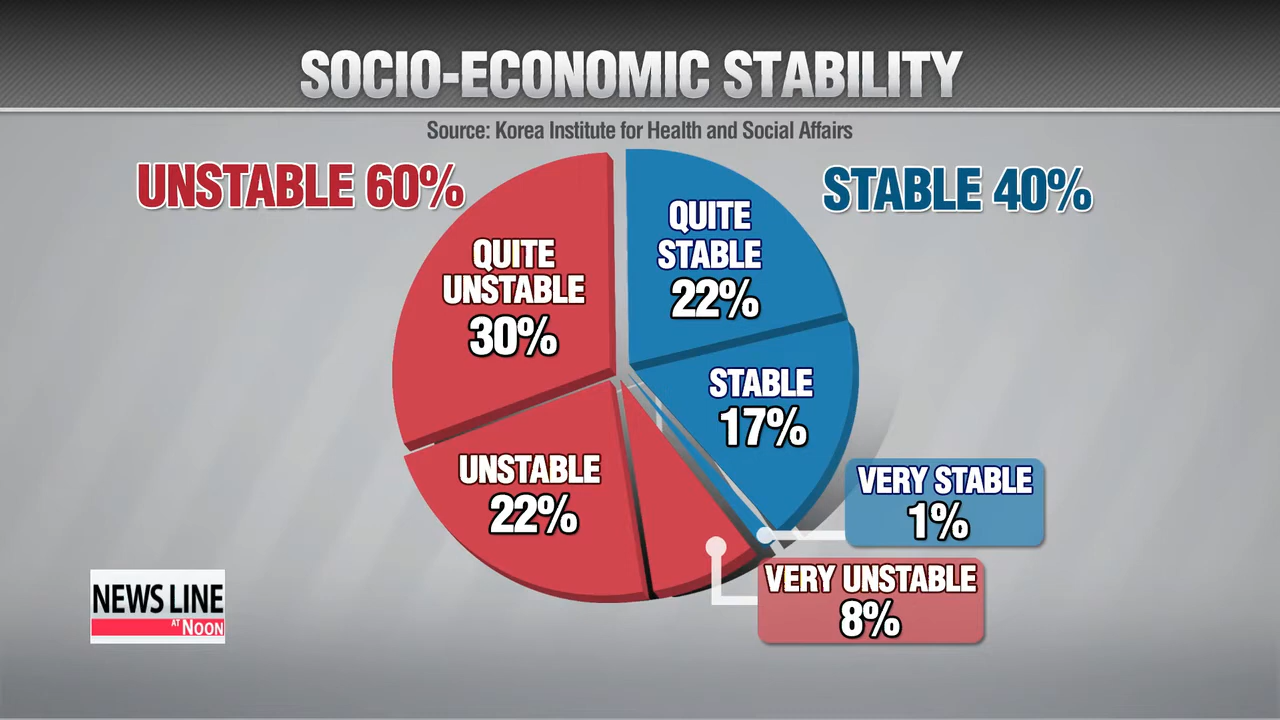 SOCIO-ECONOMIC STABILITY
Source: Korea Institute for Health and Social Affairs
UNSTABLE 60%
STABLE 40%
QUITE
UNSTABLE
30%
QUITE
STABLE
22%
STABLE
17%
UNSTABLE
22%
VERY STABLE
1%
VERY UNSTABLE
8%
NEWS LINE
AT NOON